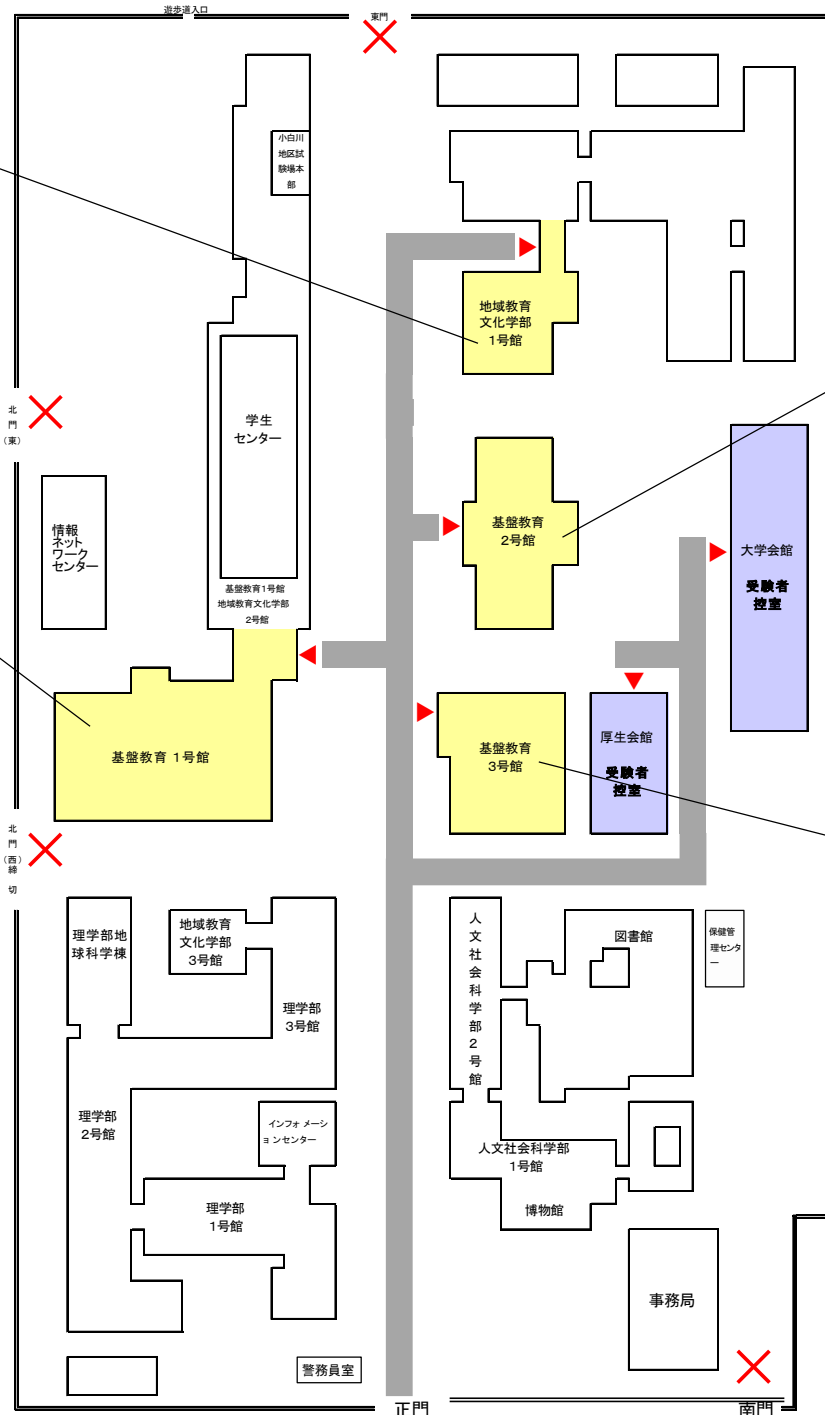 遊歩道入口
東門
小白川
地区試
験場本
部
地域教育
文化学部
1号館
北
門
（東）
学生
センター
情報
ネット
ワーク
センター
基盤教育
2号館
大学会館
受験者
控室
基盤教育1号館
地域教育文化学部
2号館
基盤教育 1号館
基盤教育
3号館
厚生会館
受験者
控室
北
門
（西）
締
切
理学部地
球科学棟
地域教育
文化学部
3号館
理学部
3号館
人
文
社
会
科
学
部
2
号
館
図書館
保健管
理センタ
ー
理学部
2号館
インフォメーシ
ョンセンター
人文社会科学部
1号館
理学部
1号館
博物館
事務局
警務員室
正門
南門